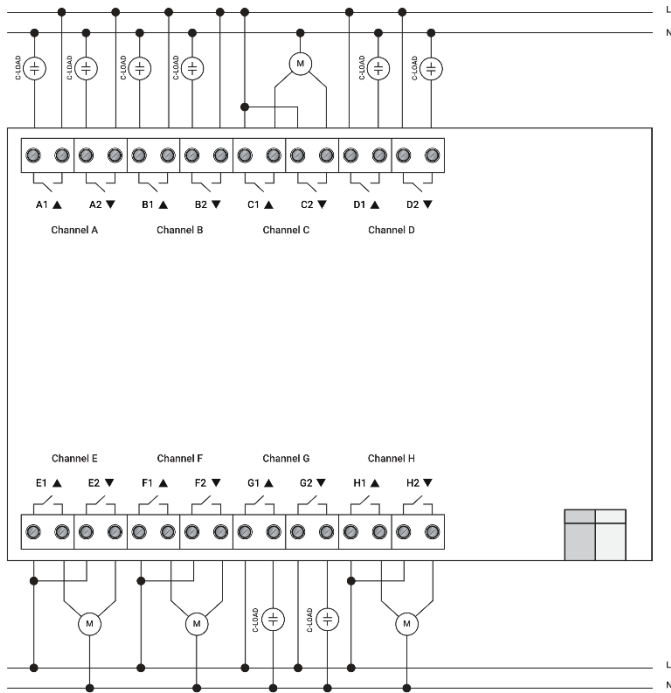 L
N
C-LOAD C-LOAD C-LOAD C-LOAD M C-LOAD C-LOAD
A1 ▲ A2 ▼ B1 ▲ B2 ▼ C1 ▲ C2 ▼ D1 ▲ D2 ▼
Channel A Channel B Channel C Channel D
Channel E Channel F Channel G Channel H
E1 ▲ E2 ▼ F1 ▲ F2 ▼ G1 ▲ G2 ▼ H1 ▲ H2 ▼
M M C-LOAD C-LOAD M
L
N